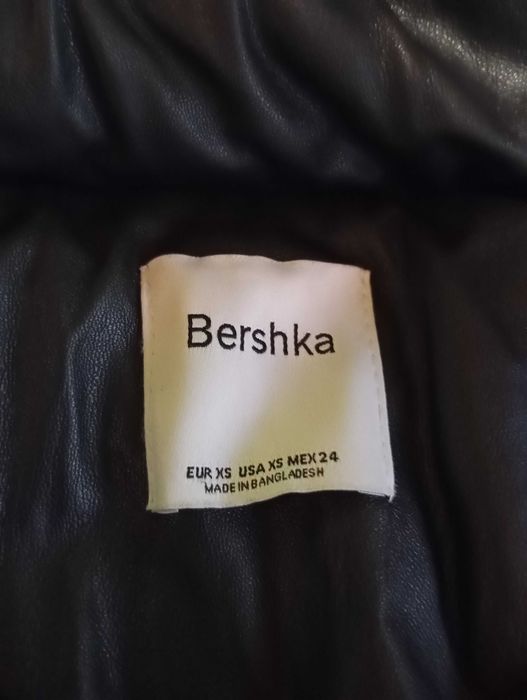 Bershka
EUR XS USA XS MEX 24
MADE IN BANGLADESH